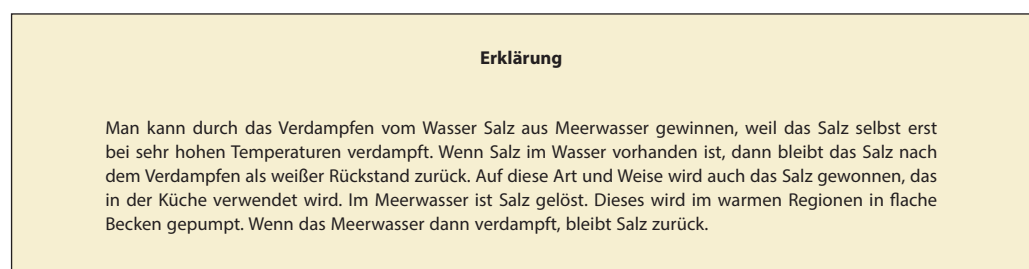 Erklärung
Man kann durch das Verdampfen vom Wasser Salz aus Meerwasser gewinnen, weil das Salz selbst erst
bei sehr hohen Temperaturen verdampft. Wenn Salz im Wasser vorhanden ist, dann bleibt das Salz nach
dem Verdampfen als weißer Rückstand zurück. Auf diese Art und Weise wird auch das Salz gewonnen, das
in der Küche verwendet wird. Im Meerwasser ist Salz gelöst. Dieses wird im warmen Regionen in flache
Becken gepumpt. Wenn das Meerwasser dann verdampft, bleibt Salz zurück.